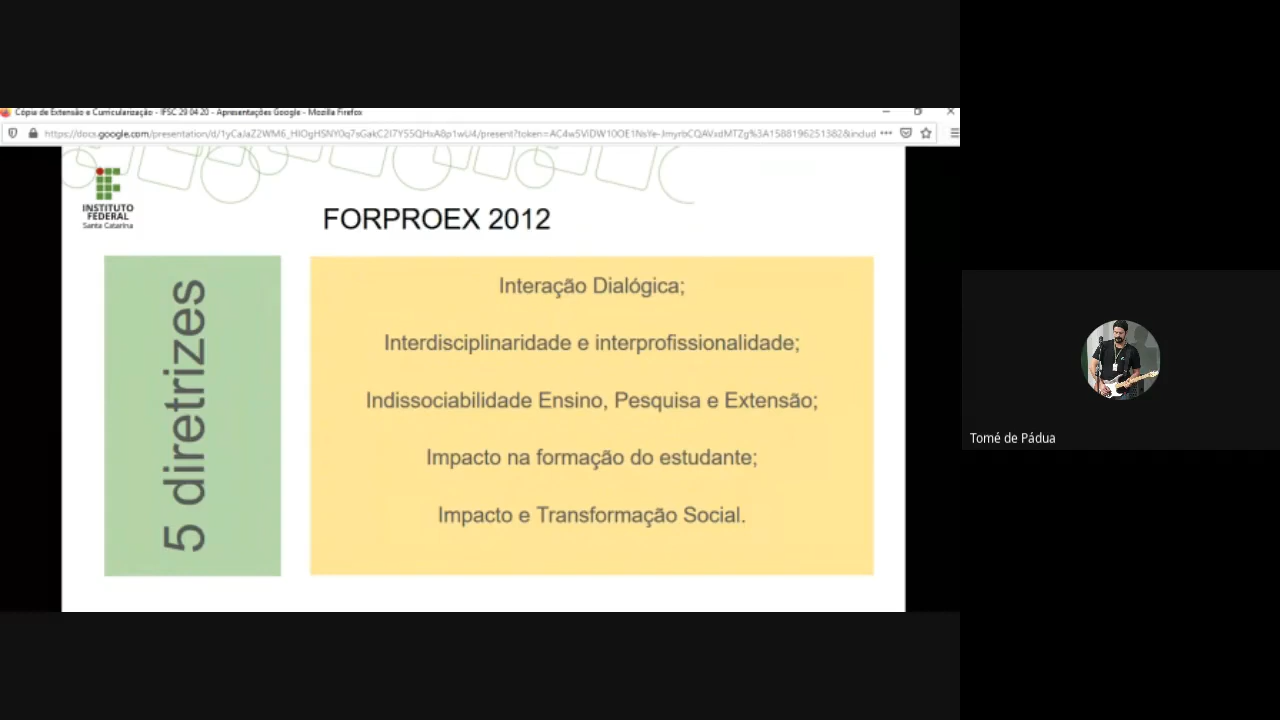 Cópia de Extensão e Curricularização - IFSC 29 04 20 - Apresentações Google - Mozilla Firefox
INSTITUTO
FEDERAL
Santa Catarina
FORPROEX 2012
5 diretrizes
Interação Dialógica;
Interdisciplinaridade e interprofissionalidade;
Indissociabilidade Ensino, Pesquisa e Extensão;
Impacto na formação do estudante;
Impacto e Transformação Social.
Tomé de Pádua